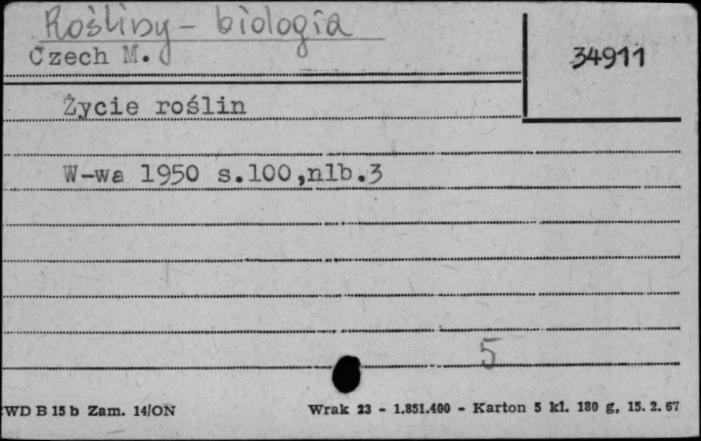 Rośliny - biologia
Czech M.
34911
Życie roślin
W-wa 1950 s.100,nlb.3
5
WD B 15 b Zam. 14/ON
Wrak 23 - 1.851.400 - Karton 5 kl. 180 g, 15. 2. 67